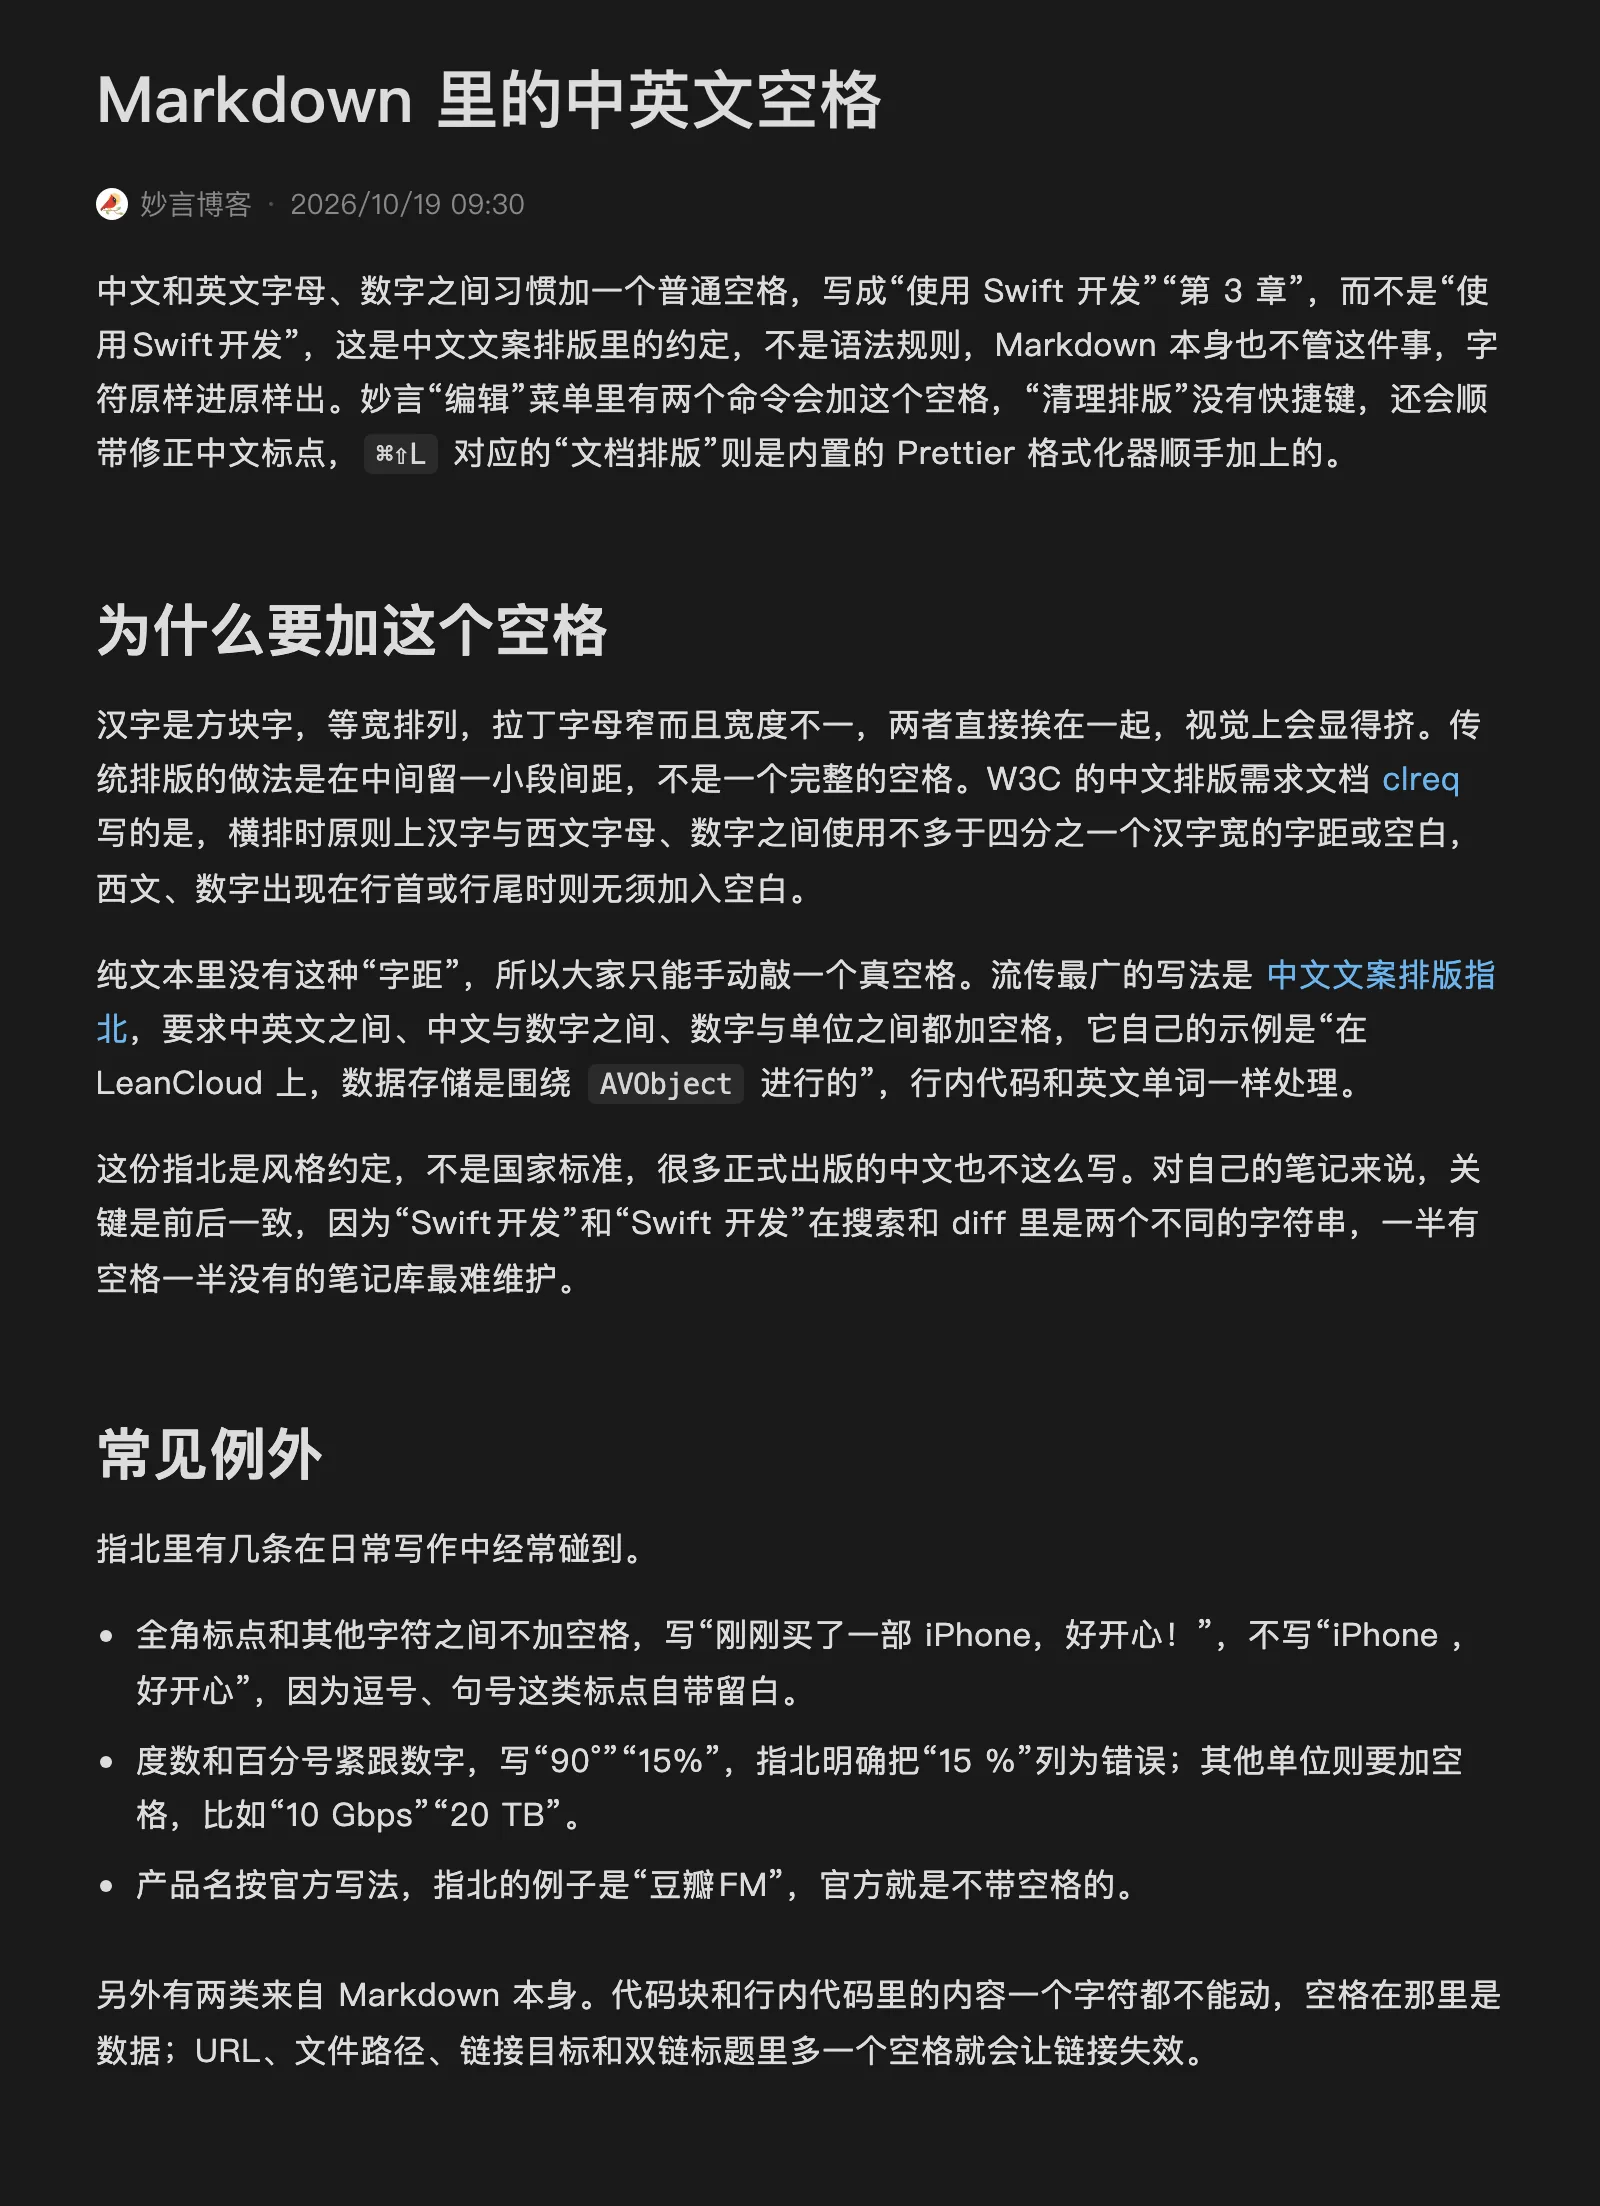 Markdown 里的中英文空格
妙言博客 · 2026/10/19 09:30
中文和英文字母、数字之间习惯加一个普通空格，写成“使用 Swift 开发”“第 3 章”，而不是“使
用Swift开发”，这是中文文案排版里的约定，不是语法规则，Markdown 本身也不管这件事，字
符原样进原样出。妙言“编辑”菜单里有两个命令会加这个空格，“清理排版”没有快捷键，还会顺
带修正中文标点， ⌘⇧L 对应的“文档排版”则是内置的 Prettier 格式化器顺手加上的。
为什么要加这个空格
汉字是方块字，等宽排列，拉丁字母窄而且宽度不一，两者直接挨在一起，视觉上会显得挤。传
统排版的做法是在中间留一小段间距，不是一个完整的空格。W3C 的中文排版需求文档 clreq
写的是，横排时原则上汉字与西文字母、数字之间使用不多于四分之一个汉字宽的字距或空白，
西文、数字出现在行首或行尾时则无须加入空白。
纯文本里没有这种“字距”，所以大家只能手动敲一个真空格。流传最广的写法是 中文文案排版指
北，要求中英文之间、中文与数字之间、数字与单位之间都加空格，它自己的示例是“在
LeanCloud 上，数据存储是围绕 AVObject 进行的”，行内代码和英文单词一样处理。
这份指北是风格约定，不是国家标准，很多正式出版的中文也不这么写。对自己的笔记来说，关
键是前后一致，因为“Swift开发”和“Swift 开发”在搜索和 diff 里是两个不同的字符串，一半有
空格一半没有的笔记库最难维护。
常见例外
指北里有几条在日常写作中经常碰到。
• 全角标点和其他字符之间不加空格，写“刚刚买了一部 iPhone，好开心！”，不写“iPhone ，
好开心”，因为逗号、句号这类标点自带留白。
• 度数和百分号紧跟数字，写“90°”“15%”，指北明确把“15 %”列为错误；其他单位则要加空
格，比如“10 Gbps”“20 TB”。
• 产品名按官方写法，指北的例子是“豆瓣FM”，官方就是不带空格的。
另外有两类来自 Markdown 本身。代码块和行内代码里的内容一个字符都不能动，空格在那里是
数据；URL、文件路径、链接目标和双链标题里多一个空格就会让链接失效。